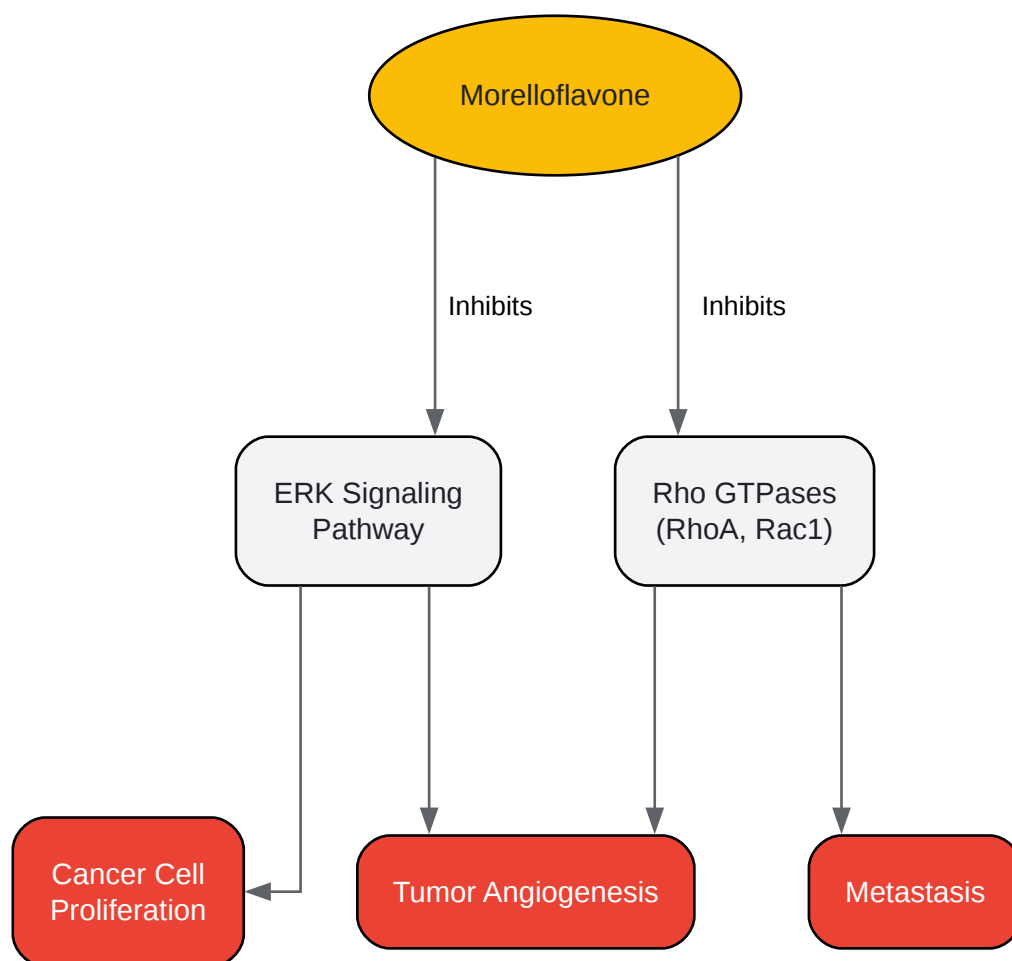 Morelloflavone
Inhibits
Inhibits
ERK Signaling
Pathway
Rho GTPases
(RhoA, Rac1)
Cancer Cell
Proliferation
Tumor Angiogenesis
Metastasis